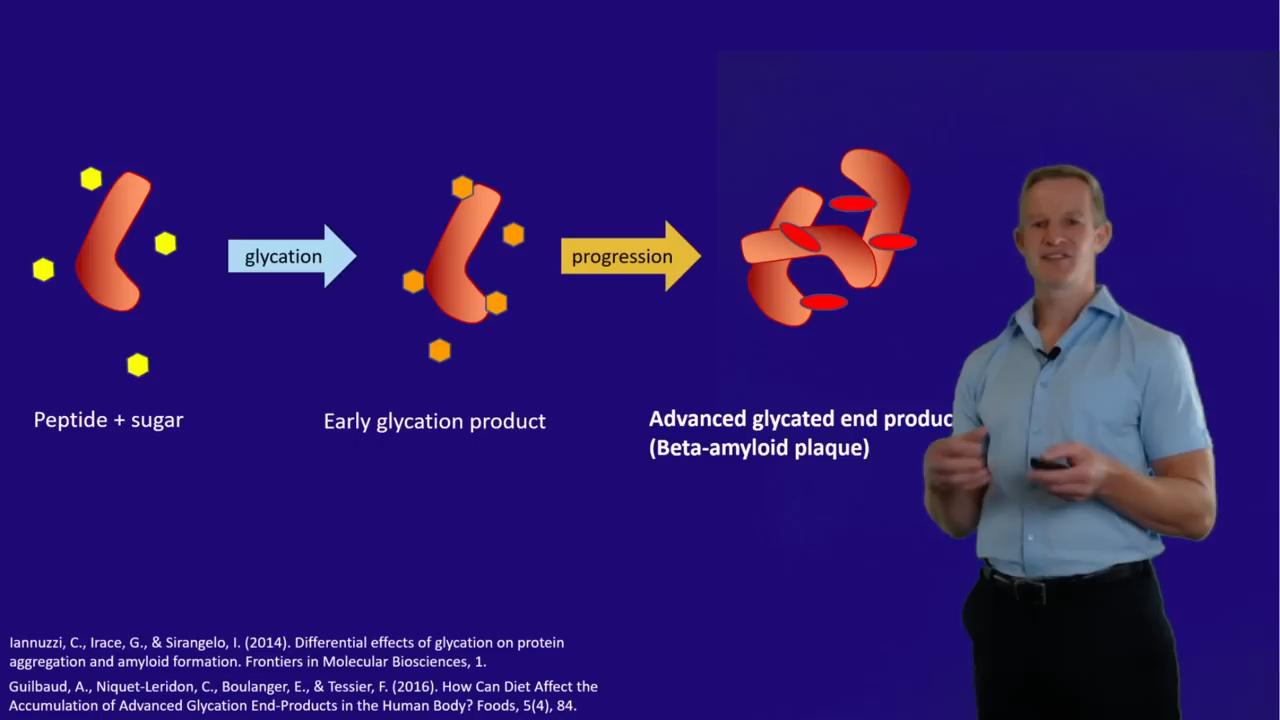 glycation
progression
Peptide + sugar
Early glycation product
Advanced glycated end produc
(Beta-amyloid plaque)
Iannuzzi, C., Irace, G., & Sirangelo, I. (2014). Differential effects of glycation on protein
aggregation and amyloid formation. Frontiers in Molecular Biosciences, 1.
Guilbaud, A., Niquet-Leridon, C., Boulanger, E., & Tessier, F. (2016). How Can Diet Affect the
Accumulation of Advanced Glycation End-Products in the Human Body? Foods, 5(4), 84.